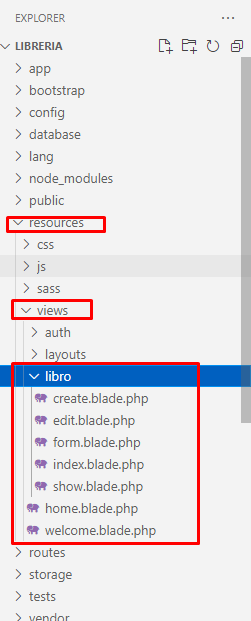 EXPLORER
LIBRERIA
app
bootstrap
config
database
lang
node_modules
public
resources
css
js
sass
views
auth
layouts
libro
create.blade.php
edit.blade.php
form.blade.php
index.blade.php
show.blade.php
home.blade.php
welcome.blade.php
routes
storage
tests
vendor